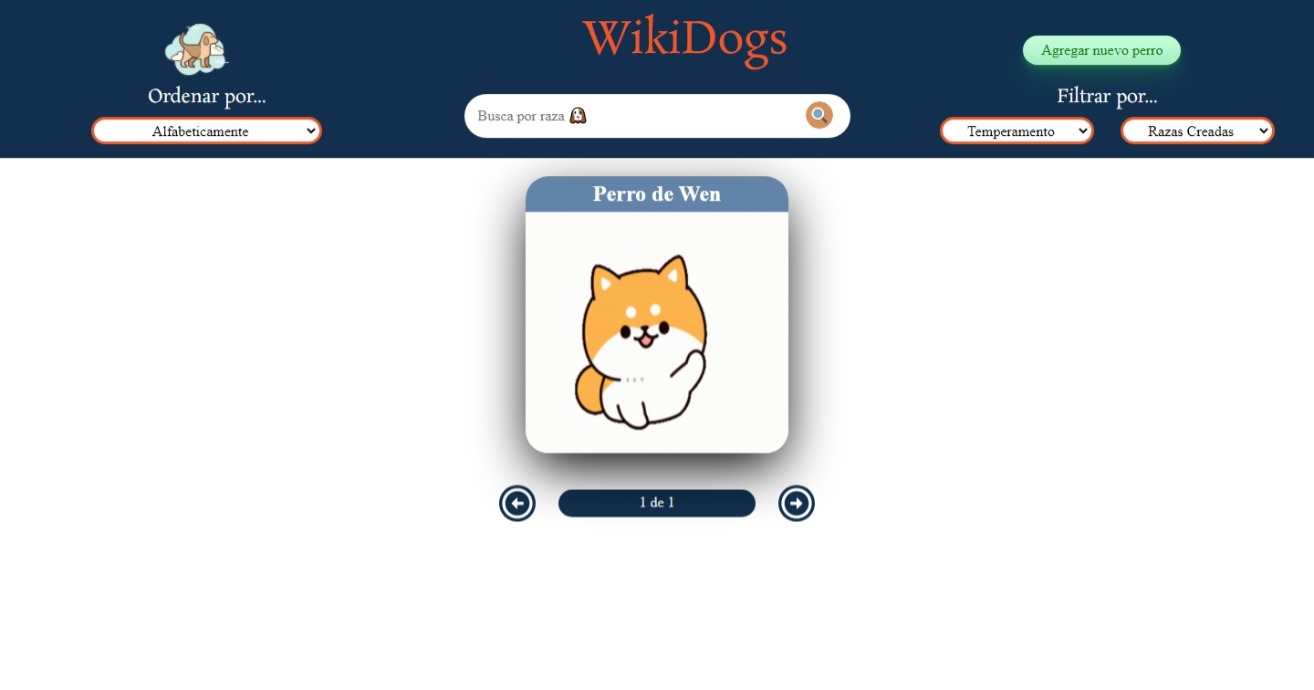 WikiDogs
Agregar nuevo perro
Ordenar por...
Filtrar por...
Busca por raza
Alfabeticamente
Temperamento
Razas Creadas
Perro de Wen
1 de 1